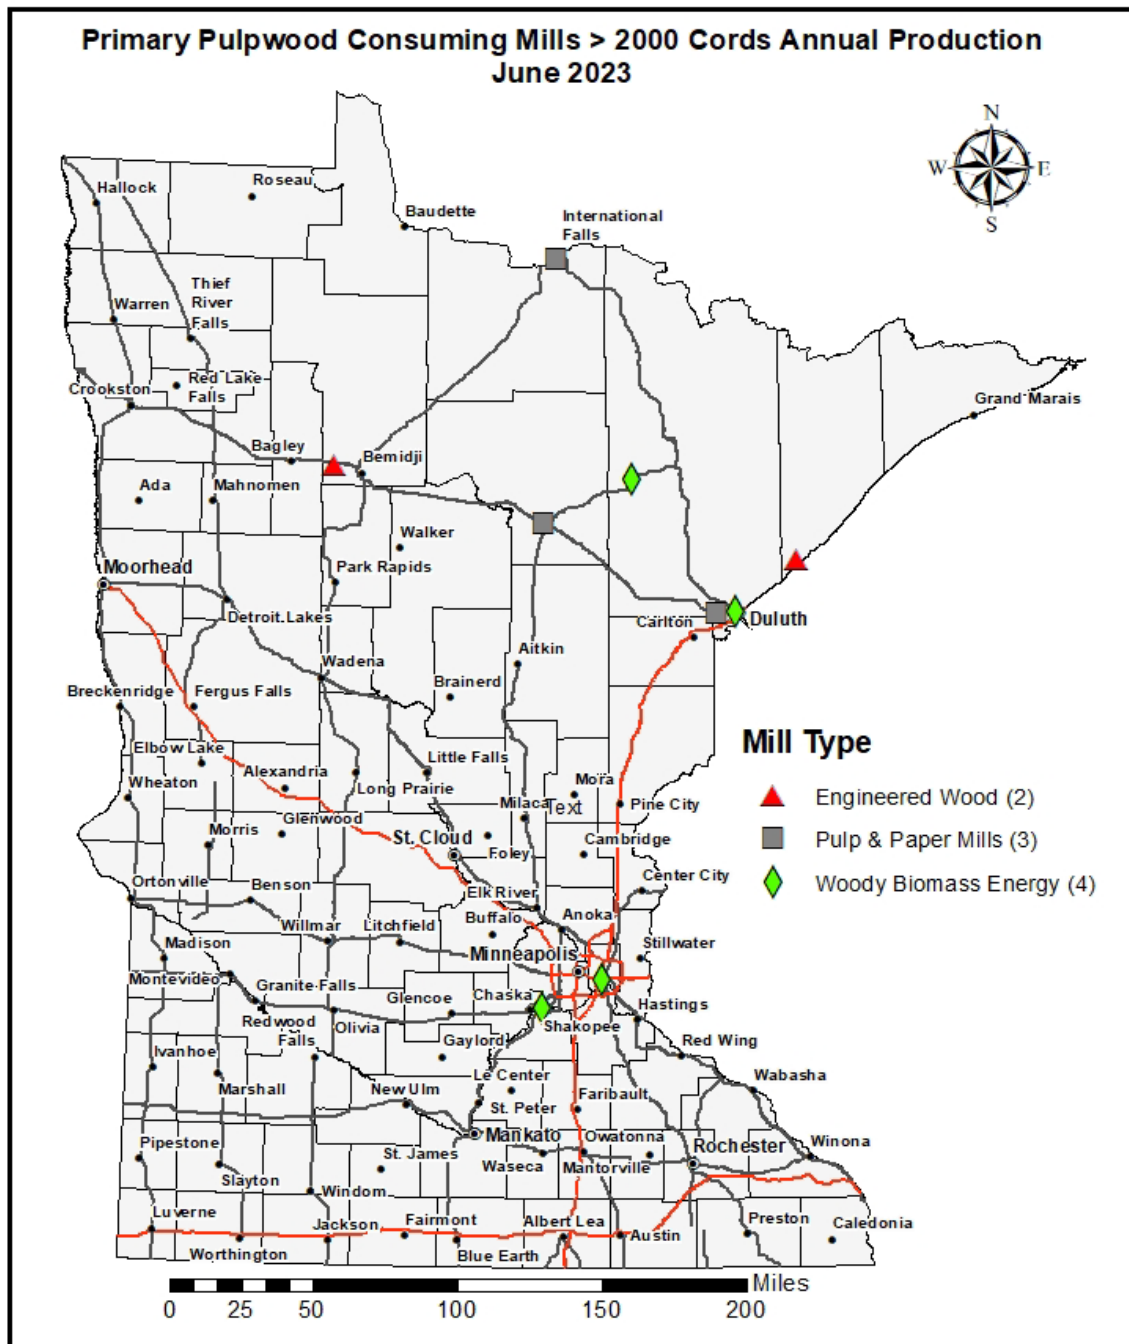 Primary Pulpwood Consuming Mills > 2000 Cords Annual Production
June 2023
N
W
E
S
Hallock
Roseau
Baudette
International
Falls
Thief
River
Falls
Warren
Red Lake
Falls
Crookston
Grand Marais
Bagley
Bemidji
Ada
Mahnomen
Walker
Moorhead
Park Rapids
Detroit Lakes
Carlton
Duluth
Aitkin
Wadena
Brainerd
Breckenridge
Fergus Falls
Elbow Lake
Little Falls
Alexandria
Wheaton
Long Prairie
Mora
Milaca
Text
Pine City
Glenwood
Morris
St. Cloud
Foley
Cambridge
Ortonville
Benson
Elk River
Center City
Buffalo
Anoka
Willmar
Litchfield
Madison
Minneapolis
Stillwater
Montevideo
Granite Falls
Glencoe
Chaska
Hastings
Redwood
Falls
Olivia
Shakopee
Gaylord
Red Wing
Ivanhoe
Marshall
Le Center
Wabasha
New Ulm
St. Peter
Faribault
Pipestone
Mankato
Owatonna
Rochester
Winona
St. James
Waseca
Mantorville
Slayton
Windom
Luverne
Jackson
Fairmont
Albert Lea
Austin
Preston
Caledonia
Worthington
Blue Earth
Mill Type
Engineered Wood (2)
Pulp & Paper Mills (3)
Woody Biomass Energy (4)
Miles
0 25 50 100 150 200